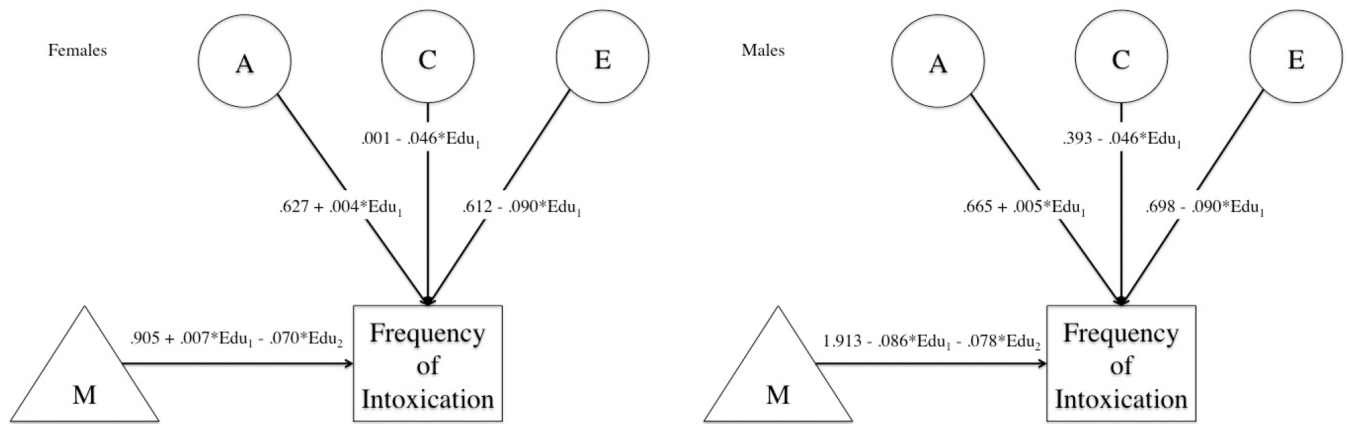 Females
A
C
E
.001 - .046*Edu1
.627 + .004*Edu1
.612 - .090*Edu1
.905 + .007*Edu1 - .070*Edu2
M
Frequency
of
Intoxication
Males
A
C
E
.393 - .046*Edu1
.665 + .005*Edu1
.698 - .090*Edu1
1.913 - .086*Edu1 - .078*Edu2
M
Frequency
of
Intoxication